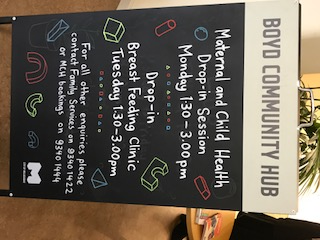 BOYD COMMUNITY HUB
Maternal and Child Health
Drop-in Session
Monday 1:30-3.00pm
Drop-in
Breast Feeding Clinic
Tuesday 1.30-3.00pm
For all other enquiries please
contact Family Services on 9340 1422
or MCH bookings on 9340 1444